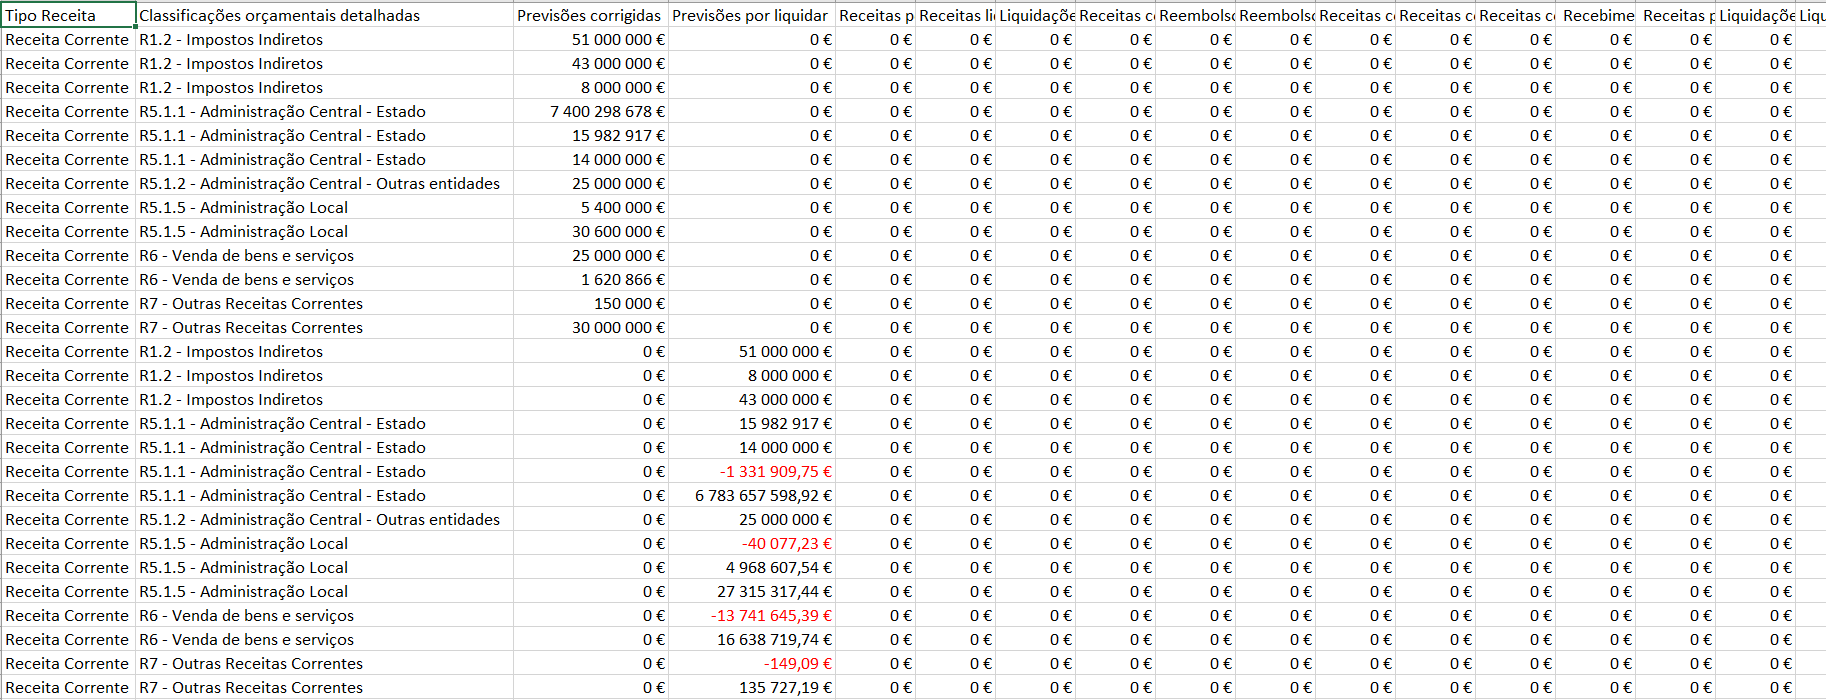 Tipo Receita Classificações orçamentais detalhadas Previsões corrigidas Previsões por liquidar Receitas Receitas Liquidaçõe Receitas Reembols Reembols Receitas Receitas Receitas Recebime Receitas Liquidaçõe Liqu
Receita Corrente R1.2 - Impostos Indiretos 51 000 000 € 0 € 0 € 0 € 0 € 0 € 0 € 0 € 0 € 0 € 0 € 0 € 0 € 0 €
Receita Corrente R1.2 - Impostos Indiretos 43 000 000 € 0 € 0 € 0 € 0 € 0 € 0 € 0 € 0 € 0 € 0 € 0 € 0 € 0 €
Receita Corrente R1.2 - Impostos Indiretos 8 000 000 € 0 € 0 € 0 € 0 € 0 € 0 € 0 € 0 € 0 € 0 € 0 € 0 € 0 €
Receita Corrente R5.1.1 - Administração Central - Estado 7 400 298 678 € 0 € 0 € 0 € 0 € 0 € 0 € 0 € 0 € 0 € 0 € 0 € 0 € 0 €
Receita Corrente R5.1.1 - Administração Central - Estado 15 982 917 € 0 € 0 € 0 € 0 € 0 € 0 € 0 € 0 € 0 € 0 € 0 € 0 € 0 €
Receita Corrente R5.1.1 - Administração Central - Estado 14 000 000 € 0 € 0 € 0 € 0 € 0 € 0 € 0 € 0 € 0 € 0 € 0 € 0 € 0 €
Receita Corrente R5.1.2 - Administração Central - Outras entidades 25 000 000 € 0 € 0 € 0 € 0 € 0 € 0 € 0 € 0 € 0 € 0 € 0 € 0 € 0 €
Receita Corrente R5.1.5 - Administração Local 5 400 000 € 0 € 0 € 0 € 0 € 0 € 0 € 0 € 0 € 0 € 0 € 0 € 0 € 0 €
Receita Corrente R5.1.5 - Administração Local 30 600 000 € 0 € 0 € 0 € 0 € 0 € 0 € 0 € 0 € 0 € 0 € 0 € 0 € 0 €
Receita Corrente R6 - Venda de bens e serviços 25 000 000 € 0 € 0 € 0 € 0 € 0 € 0 € 0 € 0 € 0 € 0 € 0 € 0 € 0 €
Receita Corrente R6 - Venda de bens e serviços 1 620 866 € 0 € 0 € 0 € 0 € 0 € 0 € 0 € 0 € 0 € 0 € 0 € 0 € 0 €
Receita Corrente R7 - Outras Receitas Correntes 150 000 € 0 € 0 € 0 € 0 € 0 € 0 € 0 € 0 € 0 € 0 € 0 € 0 € 0 €
Receita Corrente R7 - Outras Receitas Correntes 30 000 000 € 0 € 0 € 0 € 0 € 0 € 0 € 0 € 0 € 0 € 0 € 0 € 0 € 0 €
Receita Corrente R1.2 - Impostos Indiretos 0 € 51 000 000 € 0 € 0 € 0 € 0 € 0 € 0 € 0 € 0 € 0 € 0 € 0 € 0 €
Receita Corrente R1.2 - Impostos Indiretos 0 € 8 000 000 € 0 € 0 € 0 € 0 € 0 € 0 € 0 € 0 € 0 € 0 € 0 € 0 €
Receita Corrente R1.2 - Impostos Indiretos 0 € 43 000 000 € 0 € 0 € 0 € 0 € 0 € 0 € 0 € 0 € 0 € 0 € 0 € 0 €
Receita Corrente R5.1.1 - Administração Central - Estado 0 € 15 982 917 € 0 € 0 € 0 € 0 € 0 € 0 € 0 € 0 € 0 € 0 € 0 € 0 €
Receita Corrente R5.1.1 - Administração Central - Estado 0 € 14 000 000 € 0 € 0 € 0 € 0 € 0 € 0 € 0 € 0 € 0 € 0 € 0 € 0 €
Receita Corrente R5.1.1 - Administração Central - Estado 0 € -1 331 909,75 € 0 € 0 € 0 € 0 € 0 € 0 € 0 € 0 € 0 € 0 € 0 € 0 €
Receita Corrente R5.1.1 - Administração Central - Estado 0 € 6 783 657 598,92 € 0 € 0 € 0 € 0 € 0 € 0 € 0 € 0 € 0 € 0 € 0 € 0 €
Receita Corrente R5.1.2 - Administração Central - Outras entidades 0 € 25 000 000 € 0 € 0 € 0 € 0 € 0 € 0 € 0 € 0 € 0 € 0 € 0 € 0 €
Receita Corrente R5.1.5 - Administração Local 0 € -40 077,23 € 0 € 0 € 0 € 0 € 0 € 0 € 0 € 0 € 0 € 0 € 0 € 0 €
Receita Corrente R5.1.5 - Administração Local 0 € 4 968 607,54 € 0 € 0 € 0 € 0 € 0 € 0 € 0 € 0 € 0 € 0 € 0 € 0 €
Receita Corrente R5.1.5 - Administração Local 0 € 27 315 317,44 € 0 € 0 € 0 € 0 € 0 € 0 € 0 € 0 € 0 € 0 € 0 € 0 €
Receita Corrente R6 - Venda de bens e serviços 0 € -13 741 645,39 € 0 € 0 € 0 € 0 € 0 € 0 € 0 € 0 € 0 € 0 € 0 € 0 €
Receita Corrente R6 - Venda de bens e serviços 0 € 16 638 719,74 € 0 € 0 € 0 € 0 € 0 € 0 € 0 € 0 € 0 € 0 € 0 € 0 €
Receita Corrente R7 - Outras Receitas Correntes 0 € -149,09 € 0 € 0 € 0 € 0 € 0 € 0 € 0 € 0 € 0 € 0 € 0 € 0 €
Receita Corrente R7 - Outras Receitas Correntes 0 € 135 727,19 € 0 € 0 € 0 € 0 € 0 € 0 € 0 € 0 € 0 € 0 € 0 € 0 €